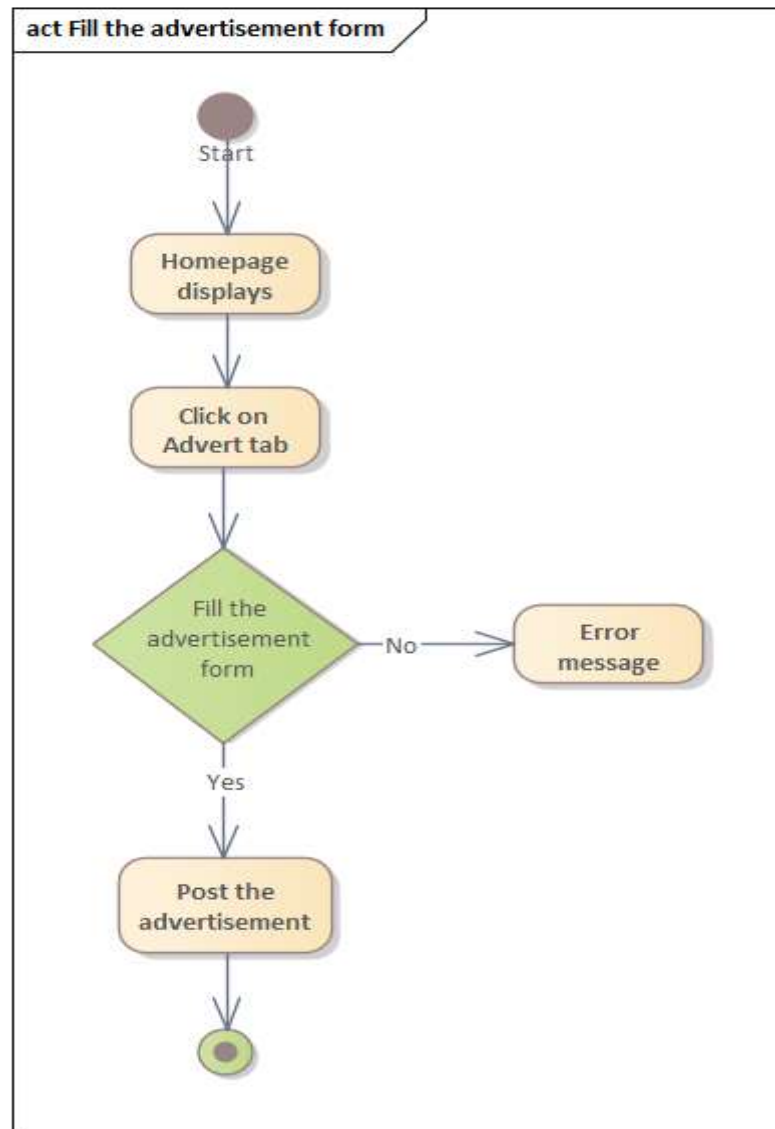 act Fill the advertisement form
Start
Homepage
displays
Click on
Advert tab
Fill the
advertisement
form
No
Error
message
Yes
Post the
advertisement